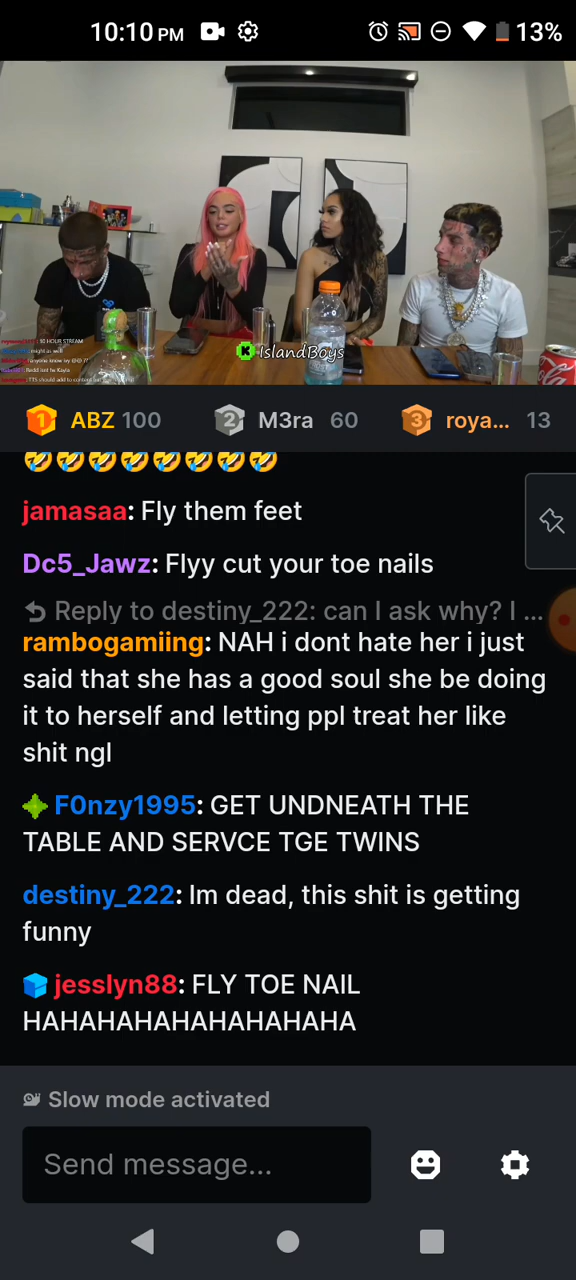 10:10 PM
13%
10 HOUR STREAM!
IslandBoys
ABZ 100
M3ra 60
roya... 13
🤣🤣🤣🤣🤣🤣🤣🤣
jamasaa: Fly them feet
Dc5_Jawz: Flyy cut your toe nails
Reply to destiny_222: can I ask why? I ...
rambogamiing: NAH i dont hate her i just
said that she has a good soul she be doing
it to herself and letting ppl treat her like
shit ngl
F0nzy1995: GET UNDNEATH THE
TABLE AND SERVCE TGE TWINS
destiny_222: Im dead, this shit is getting
funny
jesslyn88: FLY TOE NAIL
HAHAHAHAHAHAHAHAHA
Slow mode activated
Send message...